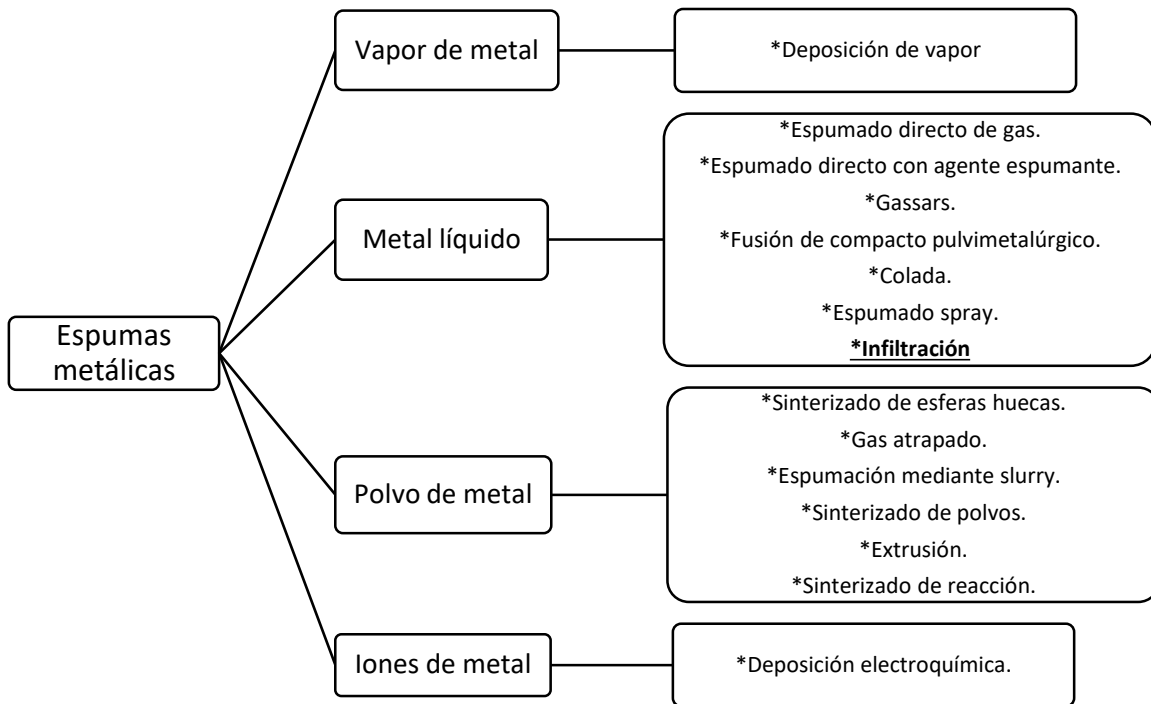 Espumas
metálicas
Vapor de metal
*Deposición de vapor
Metal líquido
*Espumado directo de gas.
*Espumado directo con agente espumante.
*Gassars.
*Fusión de compacto pulvimetalúrgico.
*Colada.
*Espumado spray.
*Infiltración
Polvo de metal
*Sinterizado de esferas huecas.
*Gas atrapado.
*Espumación mediante slurry.
*Sinterizado de polvos.
*Extrusión.
*Sinterizado de reacción.
Iones de metal
*Deposición electroquímica.